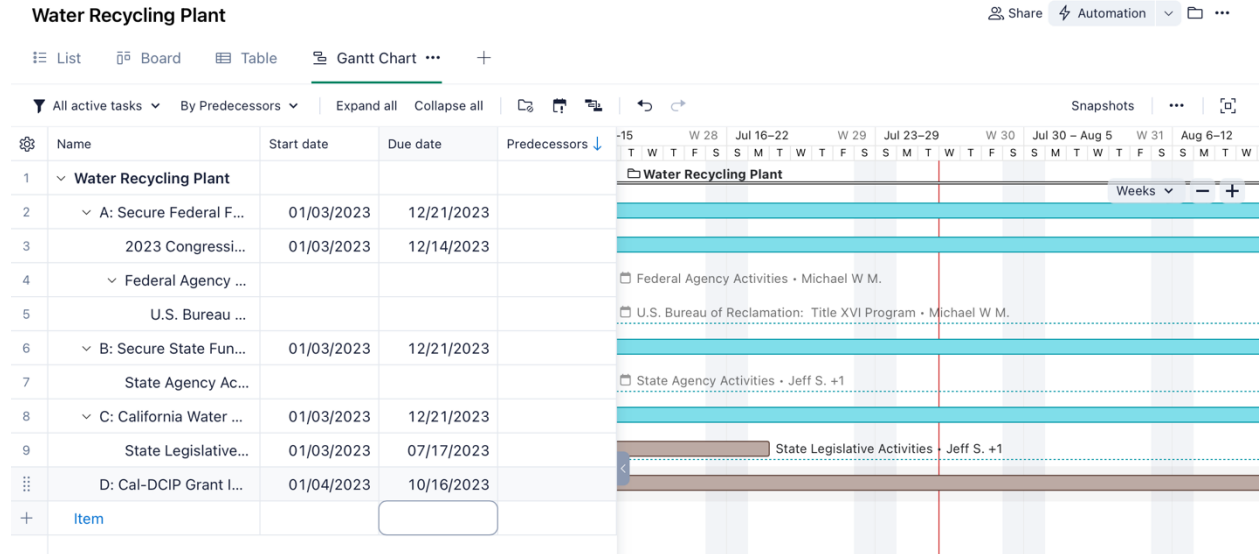 Water Recycling Plant
Share Automation
List Board Table Gantt Chart
All active tasks By Predecessors Expand all Collapse all Snapshots
Name Start date Due date Predecessors
-15 W 28 Jul 16–22 W 29 Jul 23–29 W 30 Jul 30 – Aug 5 W 31 Aug 6–12
T W T F S S M T W T F S S M T W T F S S M T W T F S S M T W
1 Water Recycling Plant
Water Recycling Plant
Weeks
2 A: Secure Federal F... 01/03/2023 12/21/2023
3 2023 Congressi... 01/03/2023 12/14/2023
4 Federal Agency ... Federal Agency Activities • Michael W M.
5 U.S. Bureau ... U.S. Bureau of Reclamation: Title XVI Program • Michael W M.
6 B: Secure State Fun... 01/03/2023 12/21/2023
7 State Agency Ac... State Agency Activities • Jeff S. +1
8 C: California Water ... 01/03/2023 12/21/2023
9 State Legislative... 01/03/2023 07/17/2023 State Legislative Activities • Jeff S. +1
D: Cal-DCIP Grant I... 01/04/2023 10/16/2023
Item